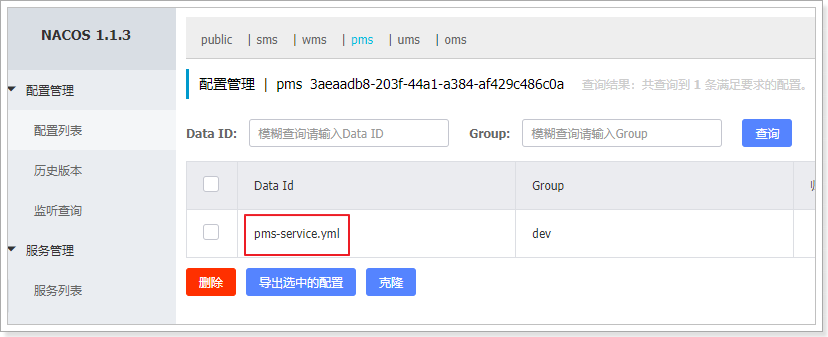 NACOS 1.1.3
public | sms | wms | pms | ums | oms
配置管理 | pms 3aeaadb8-203f-44a1-a384-af429c486c0a 查询结果：共查询到 1 条满足要求的配置。
配置管理
配置列表
历史版本
监听查询
服务管理
服务列表
Data ID: 模糊查询请输入Data ID Group: 模糊查询请输入Group 查询
Data Id Group
pms-service.yml dev
删除 导出选中的配置 克隆